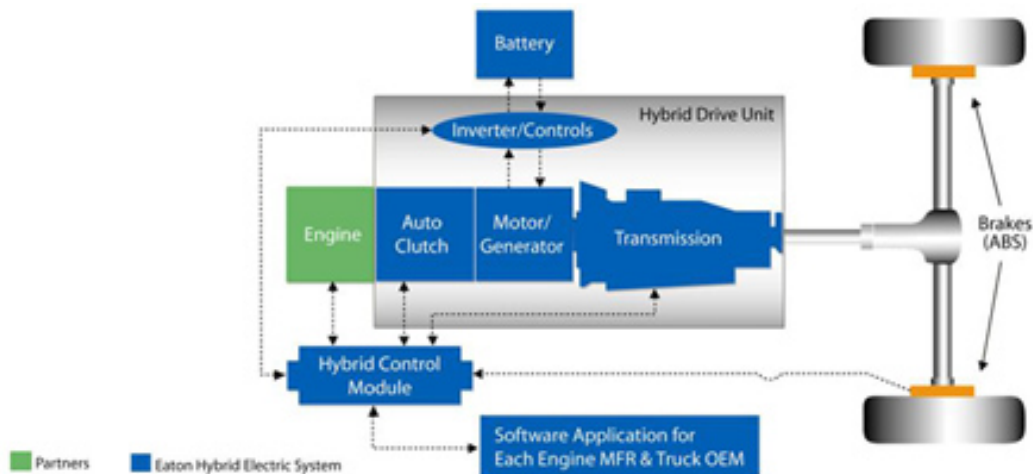 Battery
Hybrid Drive Unit
Inverter/Controls
Engine
Auto
Clutch
Motor/
Generator
Transmission
Brakes
(ABS)
Hybrid Control
Module
Software Application for
Each Engine MFR & Truck OEM
Partners
Eaton Hybrid Electric System